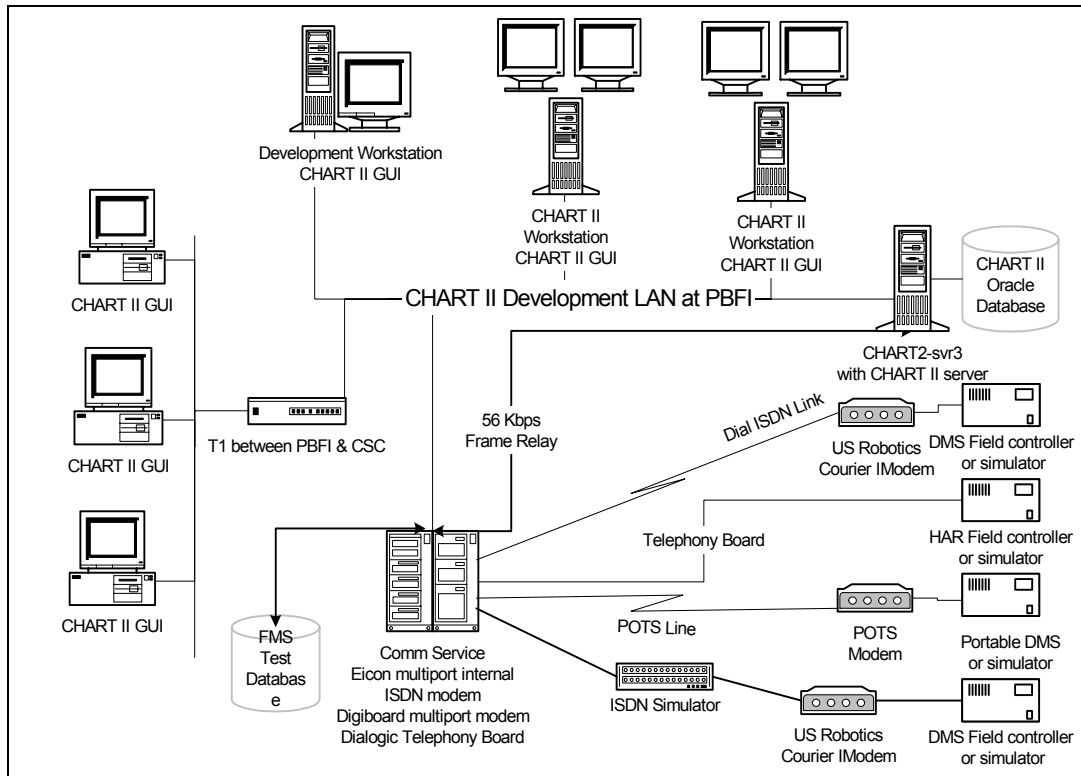 Development Workstation
CHART II GUI
CHART II
Workstation
CHART II GUI
CHART II
Workstation
CHART II GUI
CHART II GUI
CHART II GUI
CHART II GUI
T1 between PBFI & CSC
CHART II Development LAN at PBFI
CHART II
Oracle
Database
CHART2-svr3
with CHART II server
56 Kbps
Frame Relay
Dial ISDN Link
US Robotics
Courier IModem
DMS Field controller
or simulator
Telephony Board
HAR Field controller
or simulator
POTS Line
POTS
Modem
Portable DMS
or simulator
FMS
Test
Databas
e
Comm Service
Eicon multiport internal
ISDN modem
Digiboard multiport modem
Dialogic Telephony Board
ISDN Simulator
US Robotics
Courier IModem
DMS Field controller
or simulator